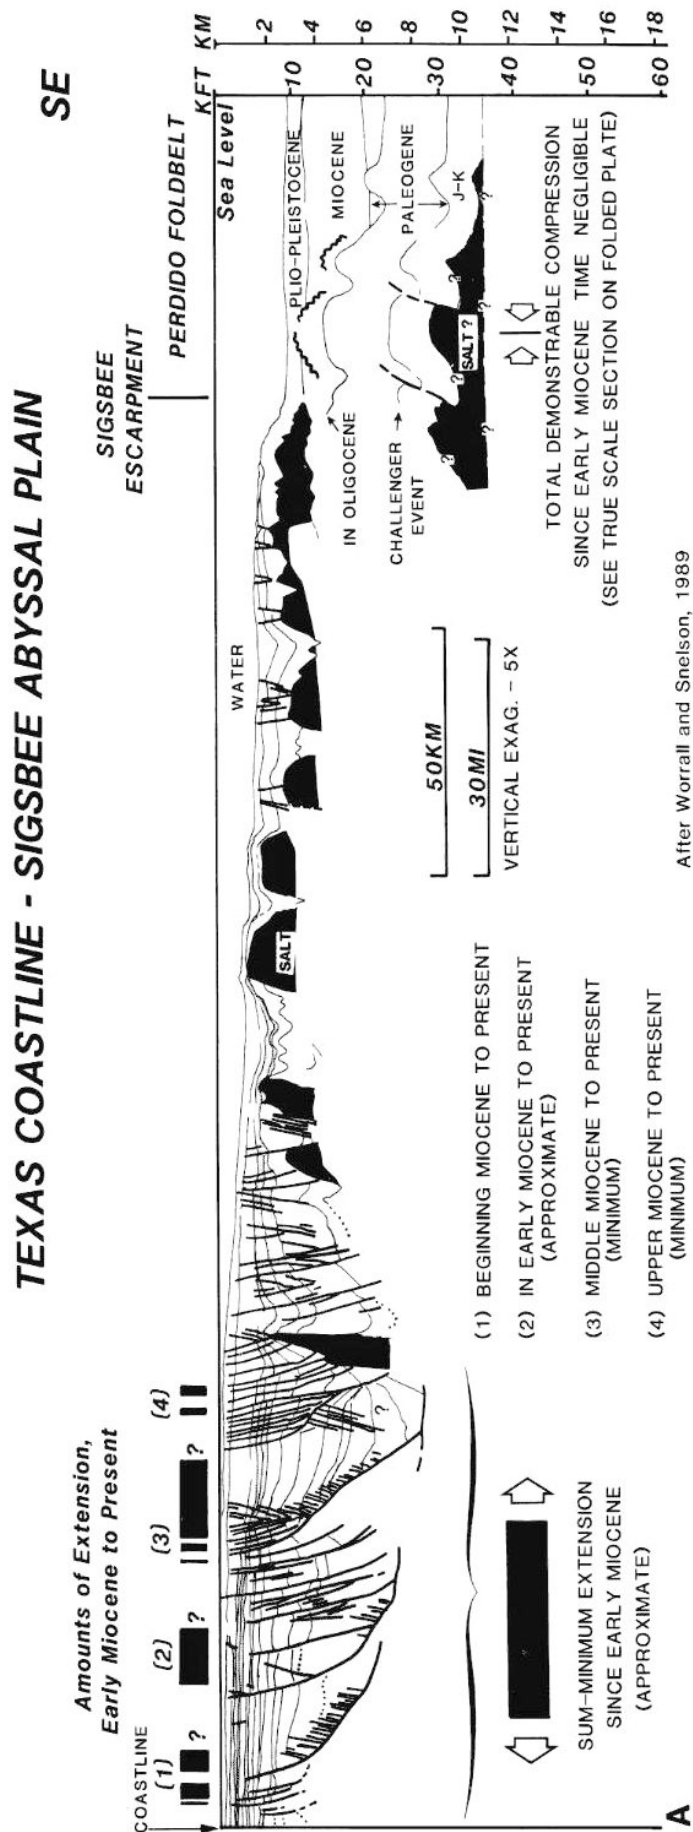 TEXAS COASTLINE - SIGSBEE ABYSSAL PLAIN
SE
Amounts of Extension,
Early Miocene to Present
COASTLINE
(1)
?
(2)
?
(3)
?
(4)
SIGSBEE
ESCARPMENT
PERDIDO FOLDBELT
KFT
KM
Sea Level
10
20
30
40
50
60
2
4
6
8
10
12
14
16
18
WATER
PLIO-PLEISTOCENE
MIOCENE
PALEOGENE
J-K
IN OLIGOCENE
CHALLENGER
EVENT
SALT
SALT ?
?
?
?
?
?
?
?
?
?
50KM
30MI
VERTICAL EXAG. - 5X
TOTAL DEMONSTRABLE COMPRESSION
SINCE EARLY MIOCENE TIME NEGLIGIBLE
(SEE TRUE SCALE SECTION ON FOLDED PLATE)
SUM-MINIMUM EXTENSION
SINCE EARLY MIOCENE
(APPROXIMATE)
(1) BEGINNING MIOCENE TO PRESENT
(2) IN EARLY MIOCENE TO PRESENT
(APPROXIMATE)
(3) MIDDLE MIOCENE TO PRESENT
(MINIMUM)
(4) UPPER MIOCENE TO PRESENT
(MINIMUM)
After Worrall and Snelson, 1989
A